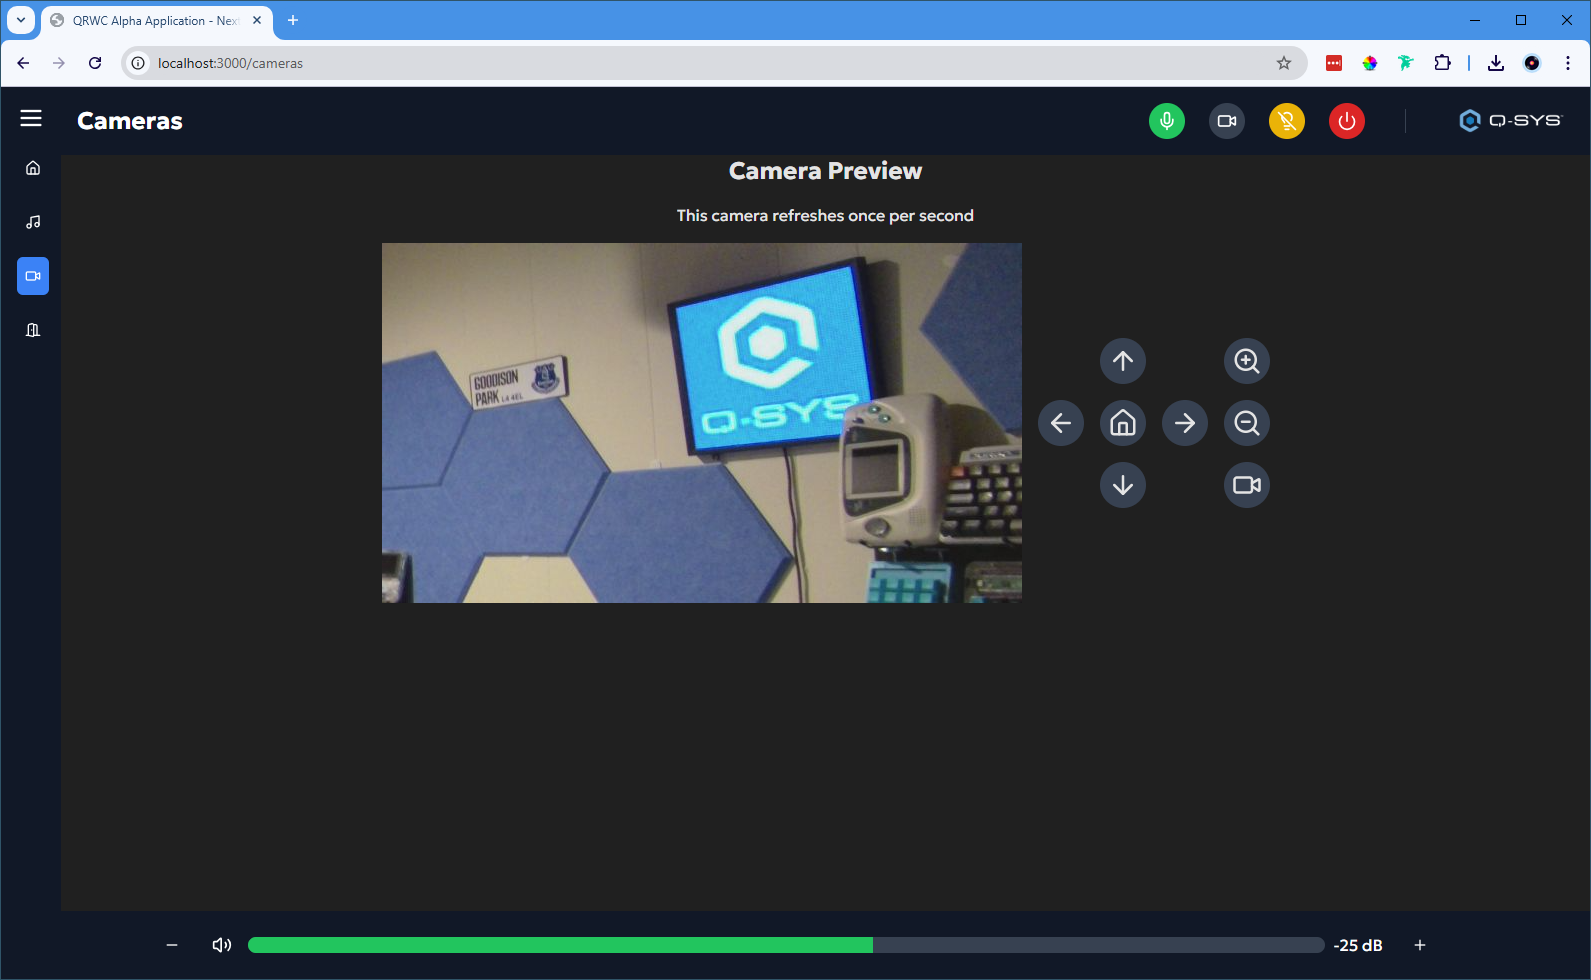 QRWC Alpha Application - Nex
localhost:3000/cameras
Cameras
Q-SYS
Camera Preview
This camera refreshes once per second
GOODISON
PARK L4 4EL
Q-SYS
-25 dB